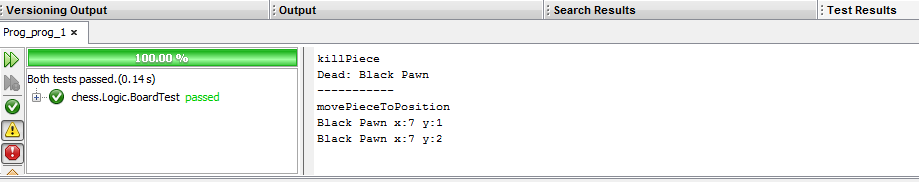 Versioning Output
Output
Search Results
Test Results
Prog_prog_1 ×
100.00 %
Both tests passed.(0.14 s)
chess.Logic.BoardTest passed
killPiece
Dead: Black Pawn
-----------
movePieceToPosition
Black Pawn x:7 y:1
Black Pawn x:7 y:2